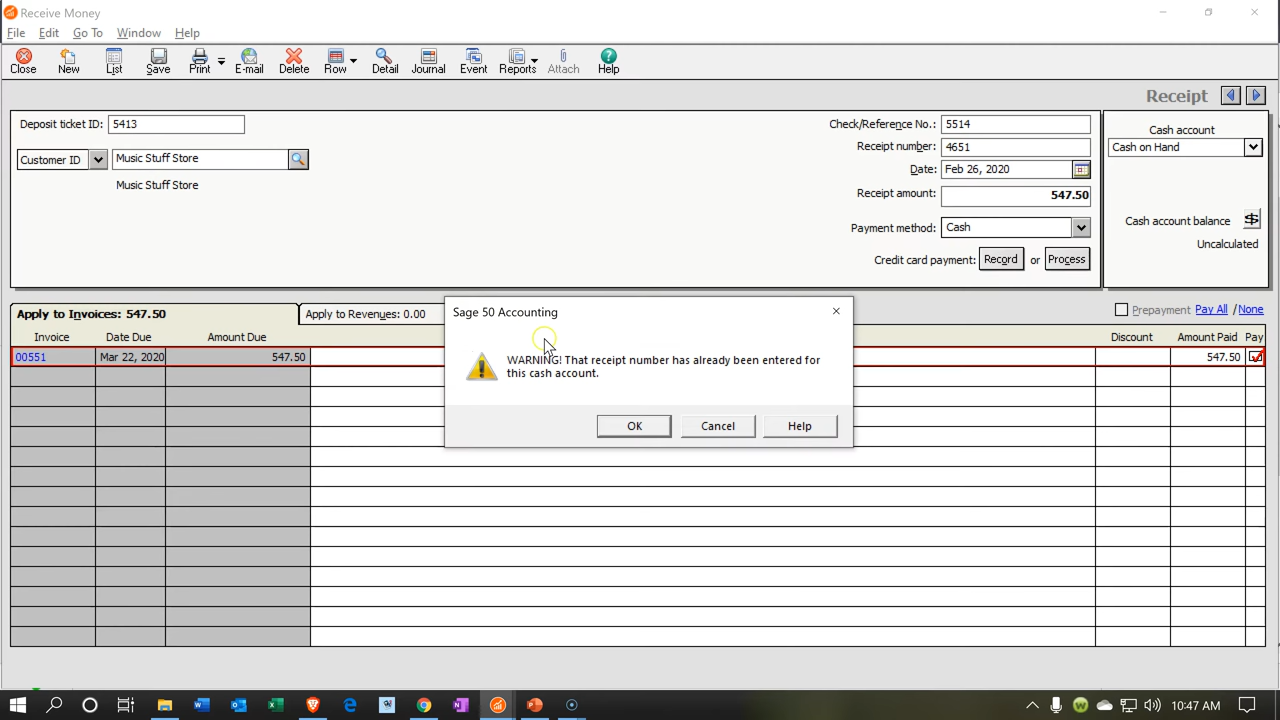 Receive Money
File Edit Go To Window Help
Close New List Save Print E-mail Delete Row Detail Journal Event Reports Attach Help
Receipt
Deposit ticket ID: 5413
Customer ID Music Stuff Store
Music Stuff Store
Check/Reference No.: 5514
Receipt number: 4651
Date: Feb 26, 2020
Receipt amount: 547.50
Payment method: Cash
Credit card payment: Record or Process
Cash account
Cash on Hand
Cash account balance
Uncalculated
Apply to Invoices: 547.50 Apply to Revenues: 0.00
Prepayment Pay All /None
Invoice Date Due Amount Due Discount Amount Paid Pay
00551 Mar 22, 2020 547.50 547.50
Sage 50 Accounting
WARNING! That receipt number has already been entered for
this cash account.
OK Cancel Help
10:47 AM